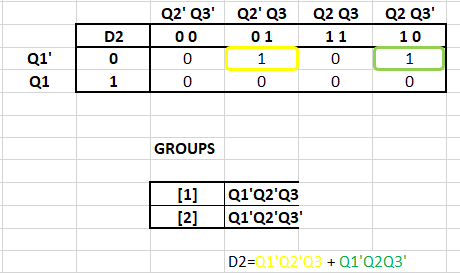 Q2' Q3' Q2' Q3 Q2 Q3 Q2 Q3'
D2 0 0 0 1 1 1 1 0
Q1' 0 0 1 0 1
Q1 1 0 0 0 0
GROUPS
[1] Q1'Q2'Q3
[2] Q1'Q2'Q3'
D2=Q1'Q2'Q3 + Q1'Q2Q3'